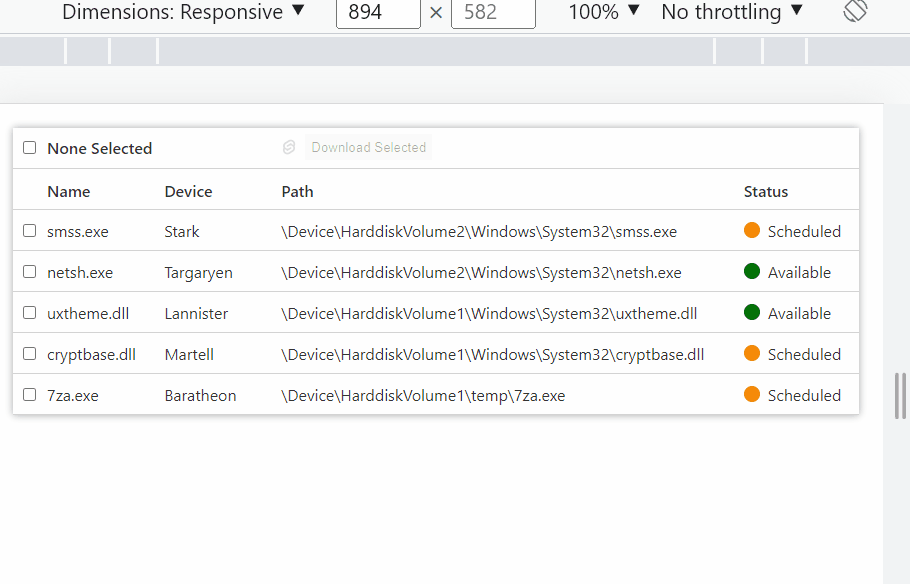 Dimensions: Responsive ▼ 894 × 582 100% ▼ No throttling ▼
None Selected Download Selected
Name Device Path Status
smss.exe Stark \Device\HarddiskVolume2\Windows\System32\smss.exe Scheduled
netsh.exe Targaryen \Device\HarddiskVolume2\Windows\System32\netsh.exe Available
uxtheme.dll Lannister \Device\HarddiskVolume1\Windows\System32\uxtheme.dll Available
cryptbase.dll Martell \Device\HarddiskVolume1\Windows\System32\cryptbase.dll Scheduled
7za.exe Baratheon \Device\HarddiskVolume1\temp\7za.exe Scheduled